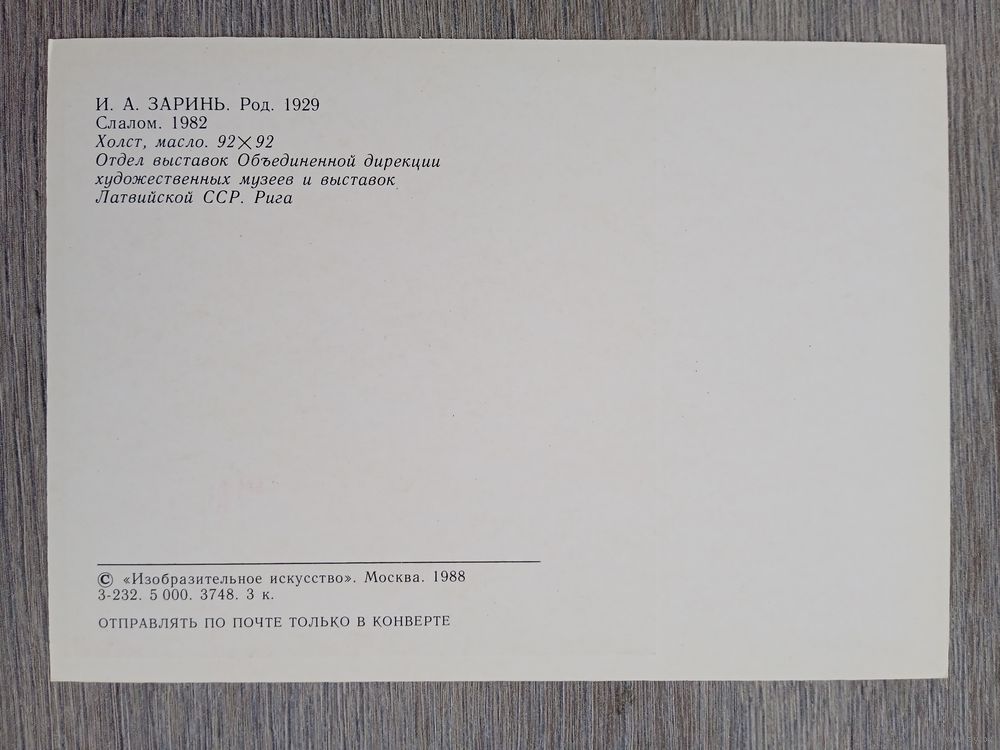 И. А. ЗАРИНЬ. Род. 1929
Слалом. 1982
Холст, масло. 92×92
Отдел выставок Объединенной дирекции
художественных музеев и выставок
Латвийской ССР. Рига
© «Изобразительное искусство». Москва. 1988
3-232. 5 000. 3748. 3 к.
ОТПРАВЛЯТЬ ПО ПОЧТЕ ТОЛЬКО В КОНВЕРТЕ